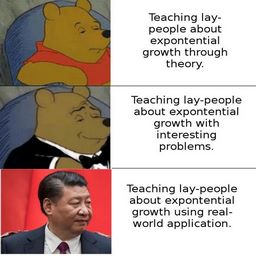 Teaching lay-
people about
expontential
growth through
theory.
Teaching lay-people
about expontential
growth with
interesting
problems.
Teaching lay-people
about expontential
growth using real-
world application.